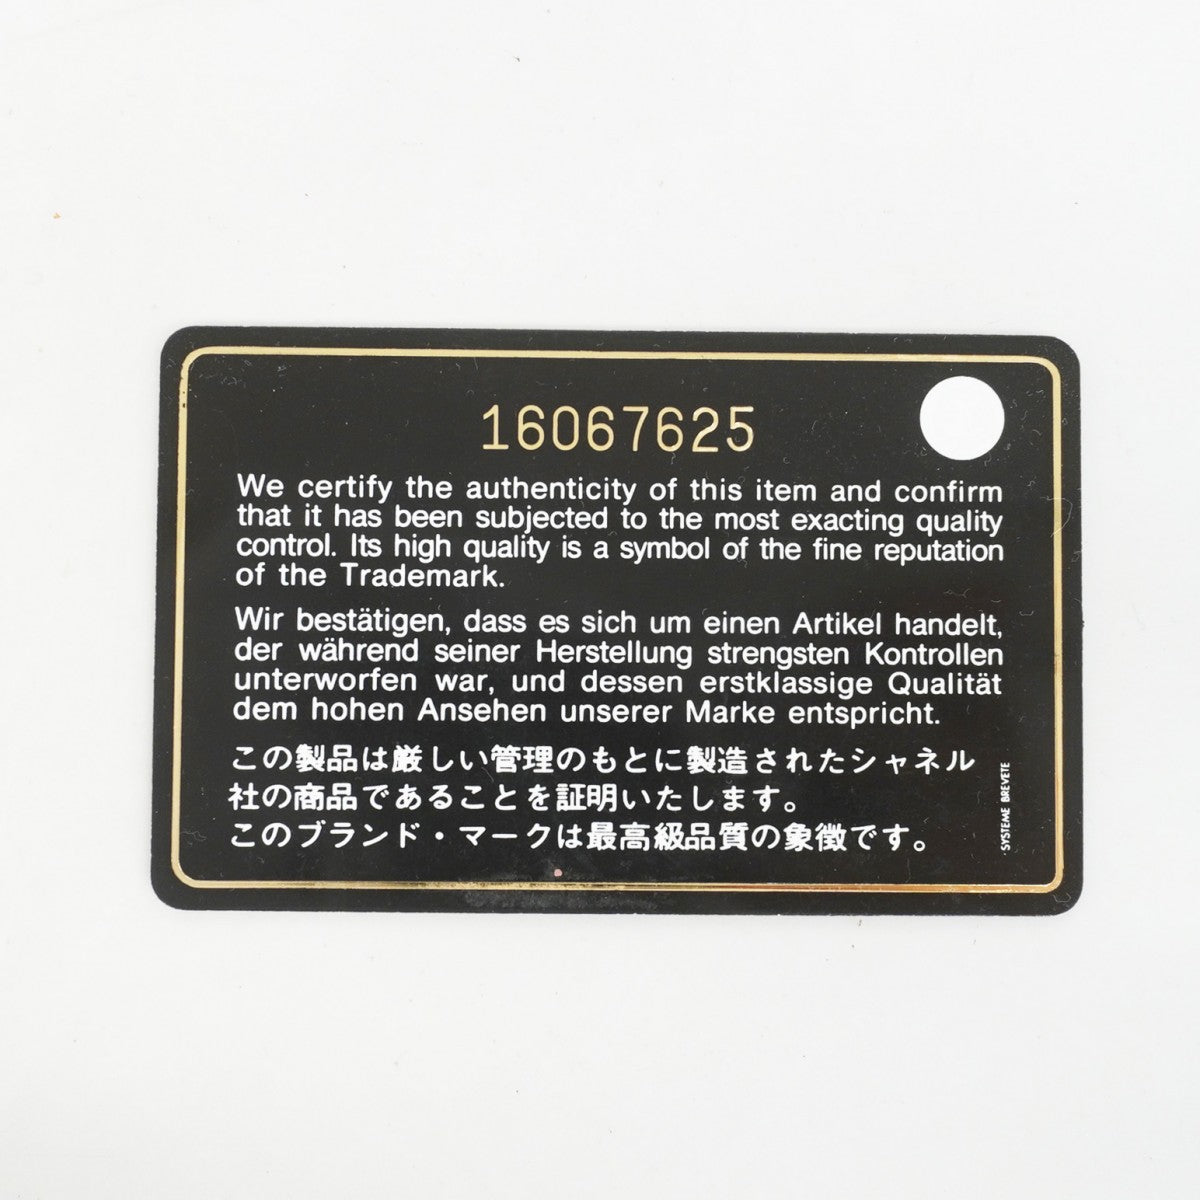 16067625
We certify the authenticity of this item and confirm
that it has been subjected to the most exacting quality
control. Its high quality is a symbol of the fine reputation
of the Trademark.
Wir bestätigen, dass es sich um einen Artikel handelt,
der während seiner Herstellung strengsten Kontrollen
unterworfen war, und dessen erstklassige Qualität
dem hohen Ansehen unserer Marke entspricht.
この製品は厳しい管理のもとに製造されたシャネル
社の商品であることを証明いたします。
このブランド・マークは最高級品質の象徴です。
SYSTEME BREVETE